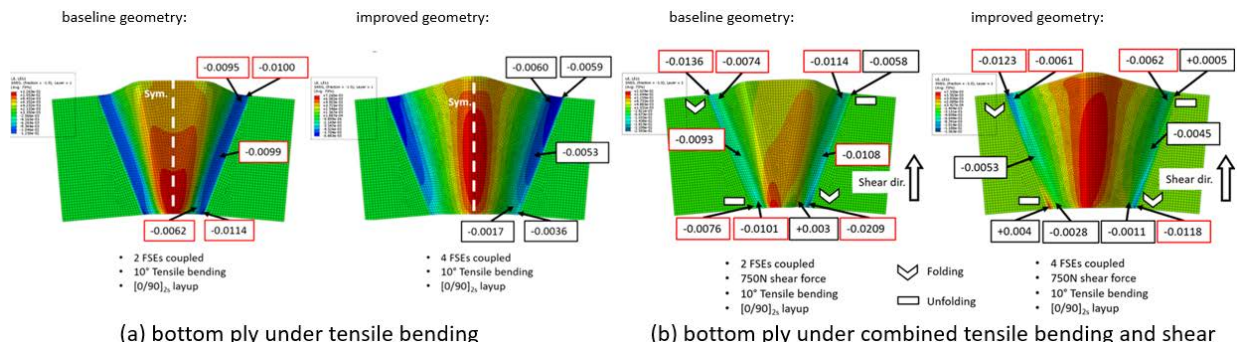 baseline geometry:
improved geometry:
baseline geometry:
improved geometry:
-0.0095
-0.0100
Sym.
-0.0099
-0.0062
-0.0114
-0.0060
-0.0059
Sym.
-0.0053
-0.0017
-0.0036
-0.0136
-0.0074
-0.0114
-0.0058
-0.0093
-0.0108
Shear dir.
-0.0076
-0.0101
+0.003
-0.0209
-0.0123
-0.0061
-0.0062
+0.0005
-0.0045
-0.0053
Shear dir.
+0.004
-0.0028
-0.0011
-0.0118
• 2 FSEs coupled
• 10° Tensile bending
• [0/90]2s layup
• 4 FSEs coupled
• 10° Tensile bending
• [0/90]2s layup
• 2 FSEs coupled
• 750N shear force
• 10° Tensile bending
• [0/90]2s layup
Folding
Unfolding
• 4 FSEs coupled
• 750N shear force
• 10° Tensile bending
• [0/90]2s layup
(a) bottom ply under tensile bending
(b) bottom ply under combined tensile bending and shear